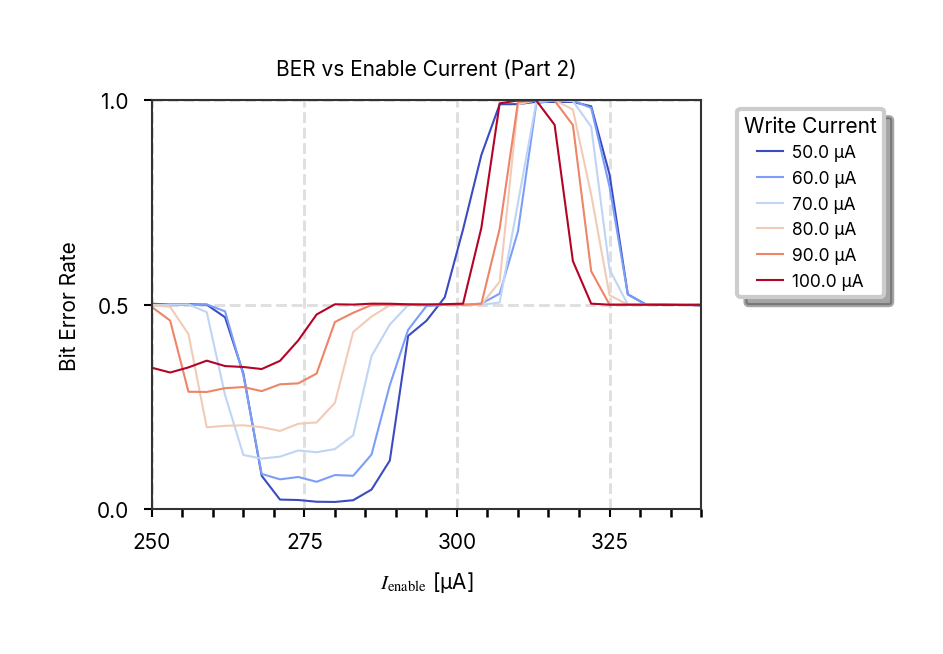 BER vs Enable Current (Part 2)
1.0
0.5
0.0
Bit Error Rate
250
275
300
325
Ienable [µA]
Write Current
50.0 µA
60.0 µA
70.0 µA
80.0 µA
90.0 µA
100.0 µA